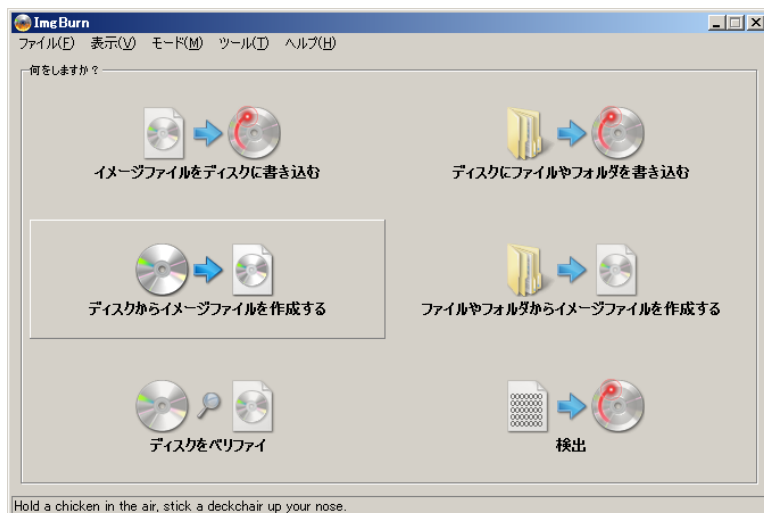 ImgBurn
ファイル(F) 表示(V) モード(M) ツール(T) ヘルプ(H)
何をしますか？
イメージファイルをディスクに書き込む
ディスクにファイルやフォルダを書き込む
ディスクからイメージファイルを作成する
ファイルやフォルダからイメージファイルを作成する
ディスクをベリファイ
検出
Hold a chicken in the air, stick a deckchair up your nose.